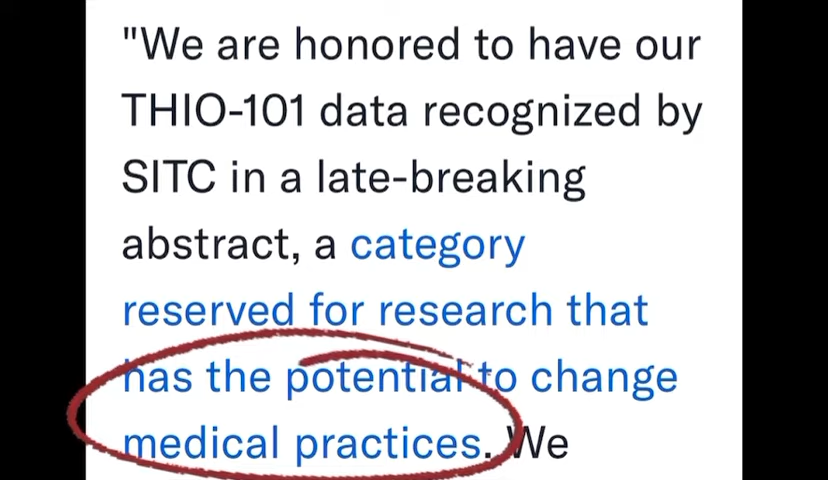 "We are honored to have our
THIO-101 data recognized by
SITC in a late-breaking
abstract, a category
reserved for research that
has the potential to change
medical practices. We